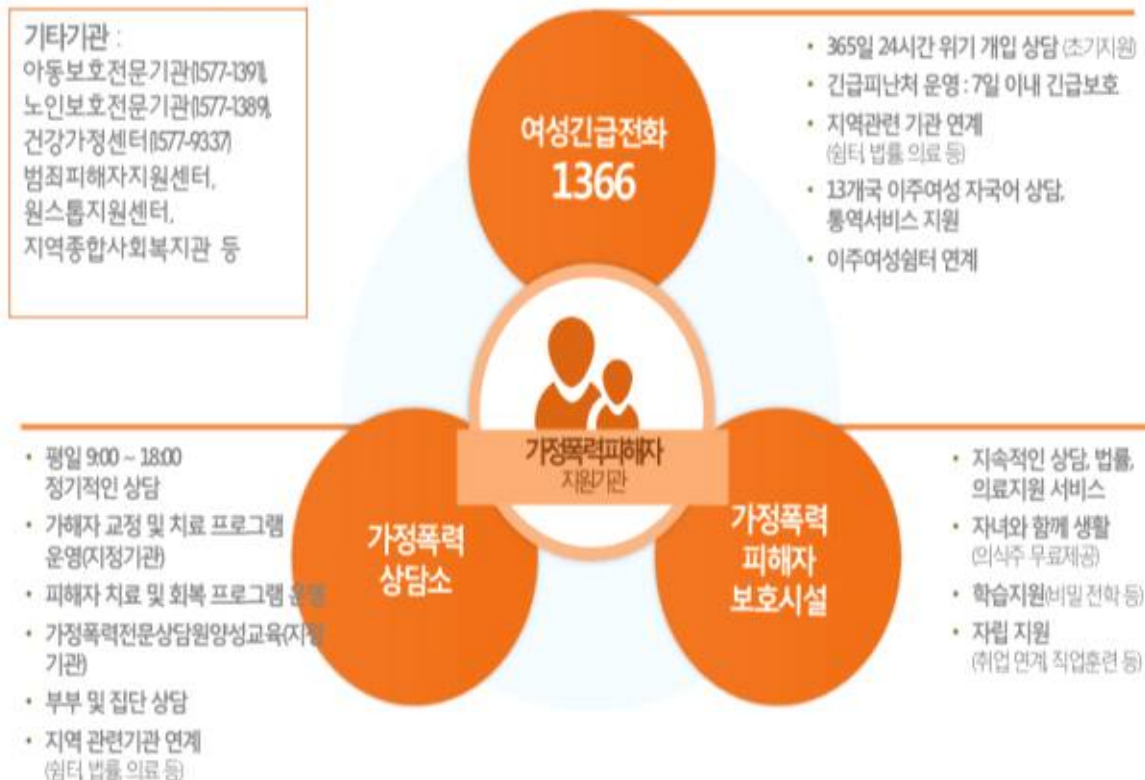 기타기관 :
아동보호전문기관(1577-1391),
노인보호전문기관(1577-1389),
건강가정센터(1577-9337)
범죄피해자지원센터,
원스톱지원센터,
지역종합사회복지관 등
여성긴급전화
1366
• 365일 24시간 위기 개입 상담 (초기지원)
• 긴급피난처 운영 : 7일 이내 긴급보호
• 지역관련 기관 연계
(쉼터, 법률, 의료 등)
• 13개국 이주여성 자국어 상담,
통역서비스 지원
• 이주여성쉼터 연계
가정폭력피해자
지원기관
가정폭력
상담소
• 평일 9:00 ~ 18:00
정기적인 상담
• 가해자 교정 및 치료 프로그램
운영(지정기관)
• 피해자 치료 및 회복 프로그램 운영
• 가정폭력전문상담원양성교육(지정
기관)
• 부부 및 집단 상담
• 지역 관련기관 연계
(쉼터, 법률, 의료 등)
가정폭력
피해자
보호시설
• 지속적인 상담, 법률,
의료지원 서비스
• 자녀와 함께 생활
(의식주 무료제공)
• 학습지원(비밀 전학 등)
• 자립 지원
(취업 연계, 직업훈련 등)